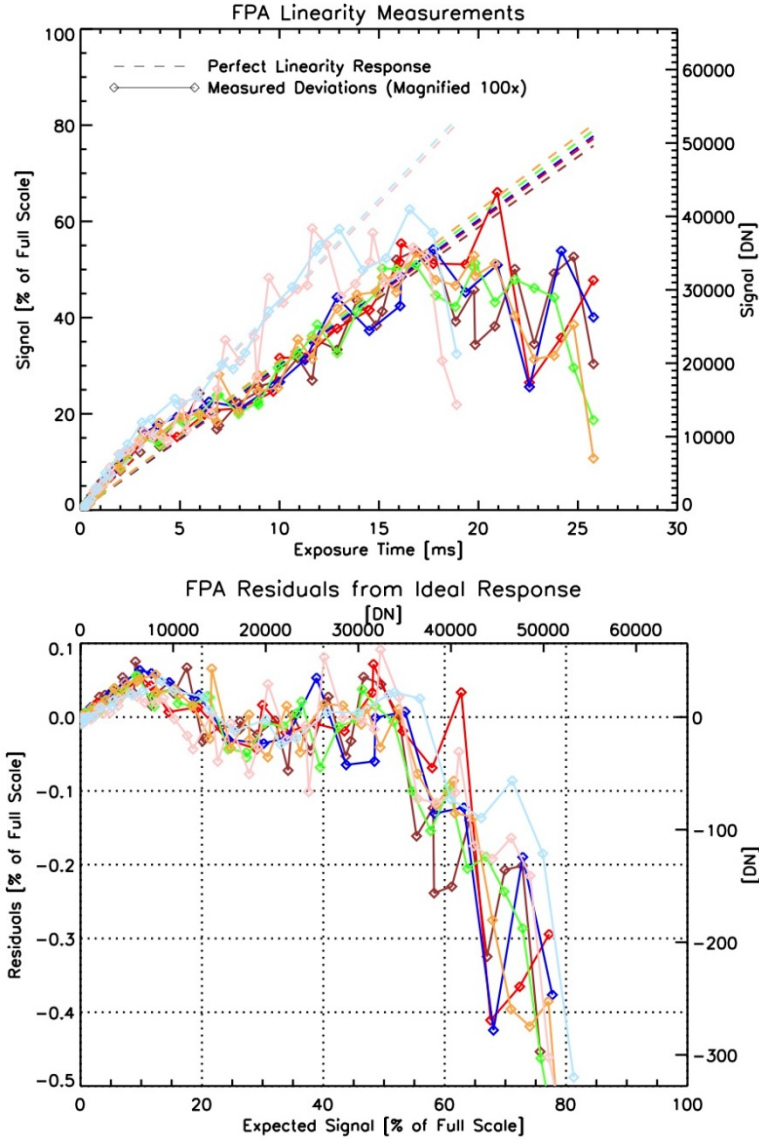 FPA Linearity Measurements
100
80
60
40
20
0
Signal [% of Full Scale]
Perfect Linearity Response
Measured Deviations (Magnified 100x)
60000
50000
40000
30000
20000
10000
0
Signal [DN]
0 5 10 15 20 25 30
Exposure Time [ms]
FPA Residuals from Ideal Response
[DN]
0 10000 20000 30000 40000 50000 60000
0.1
0.0
-0.1
-0.2
-0.3
-0.4
-0.5
Residuals [% of Full Scale]
0
-100
-200
-300
[DN]
0 20 40 60 80 100
Expected Signal [% of Full Scale]